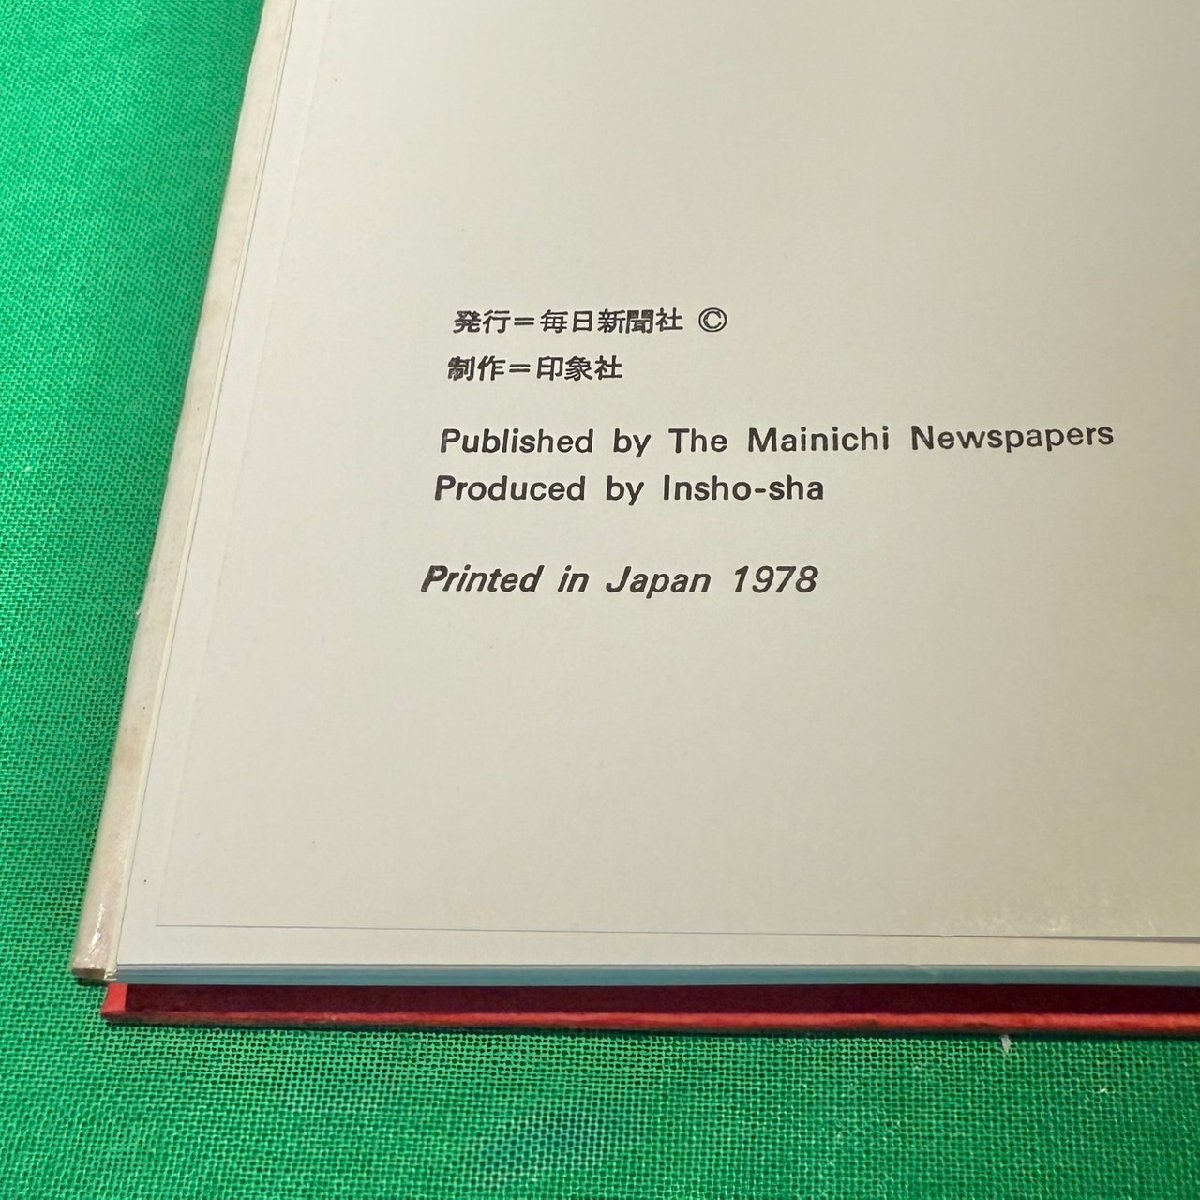 発行＝毎日新聞社 ©
制作＝印象社
Published by The Mainichi Newspapers
Produced by Insho-sha
Printed in Japan 1978